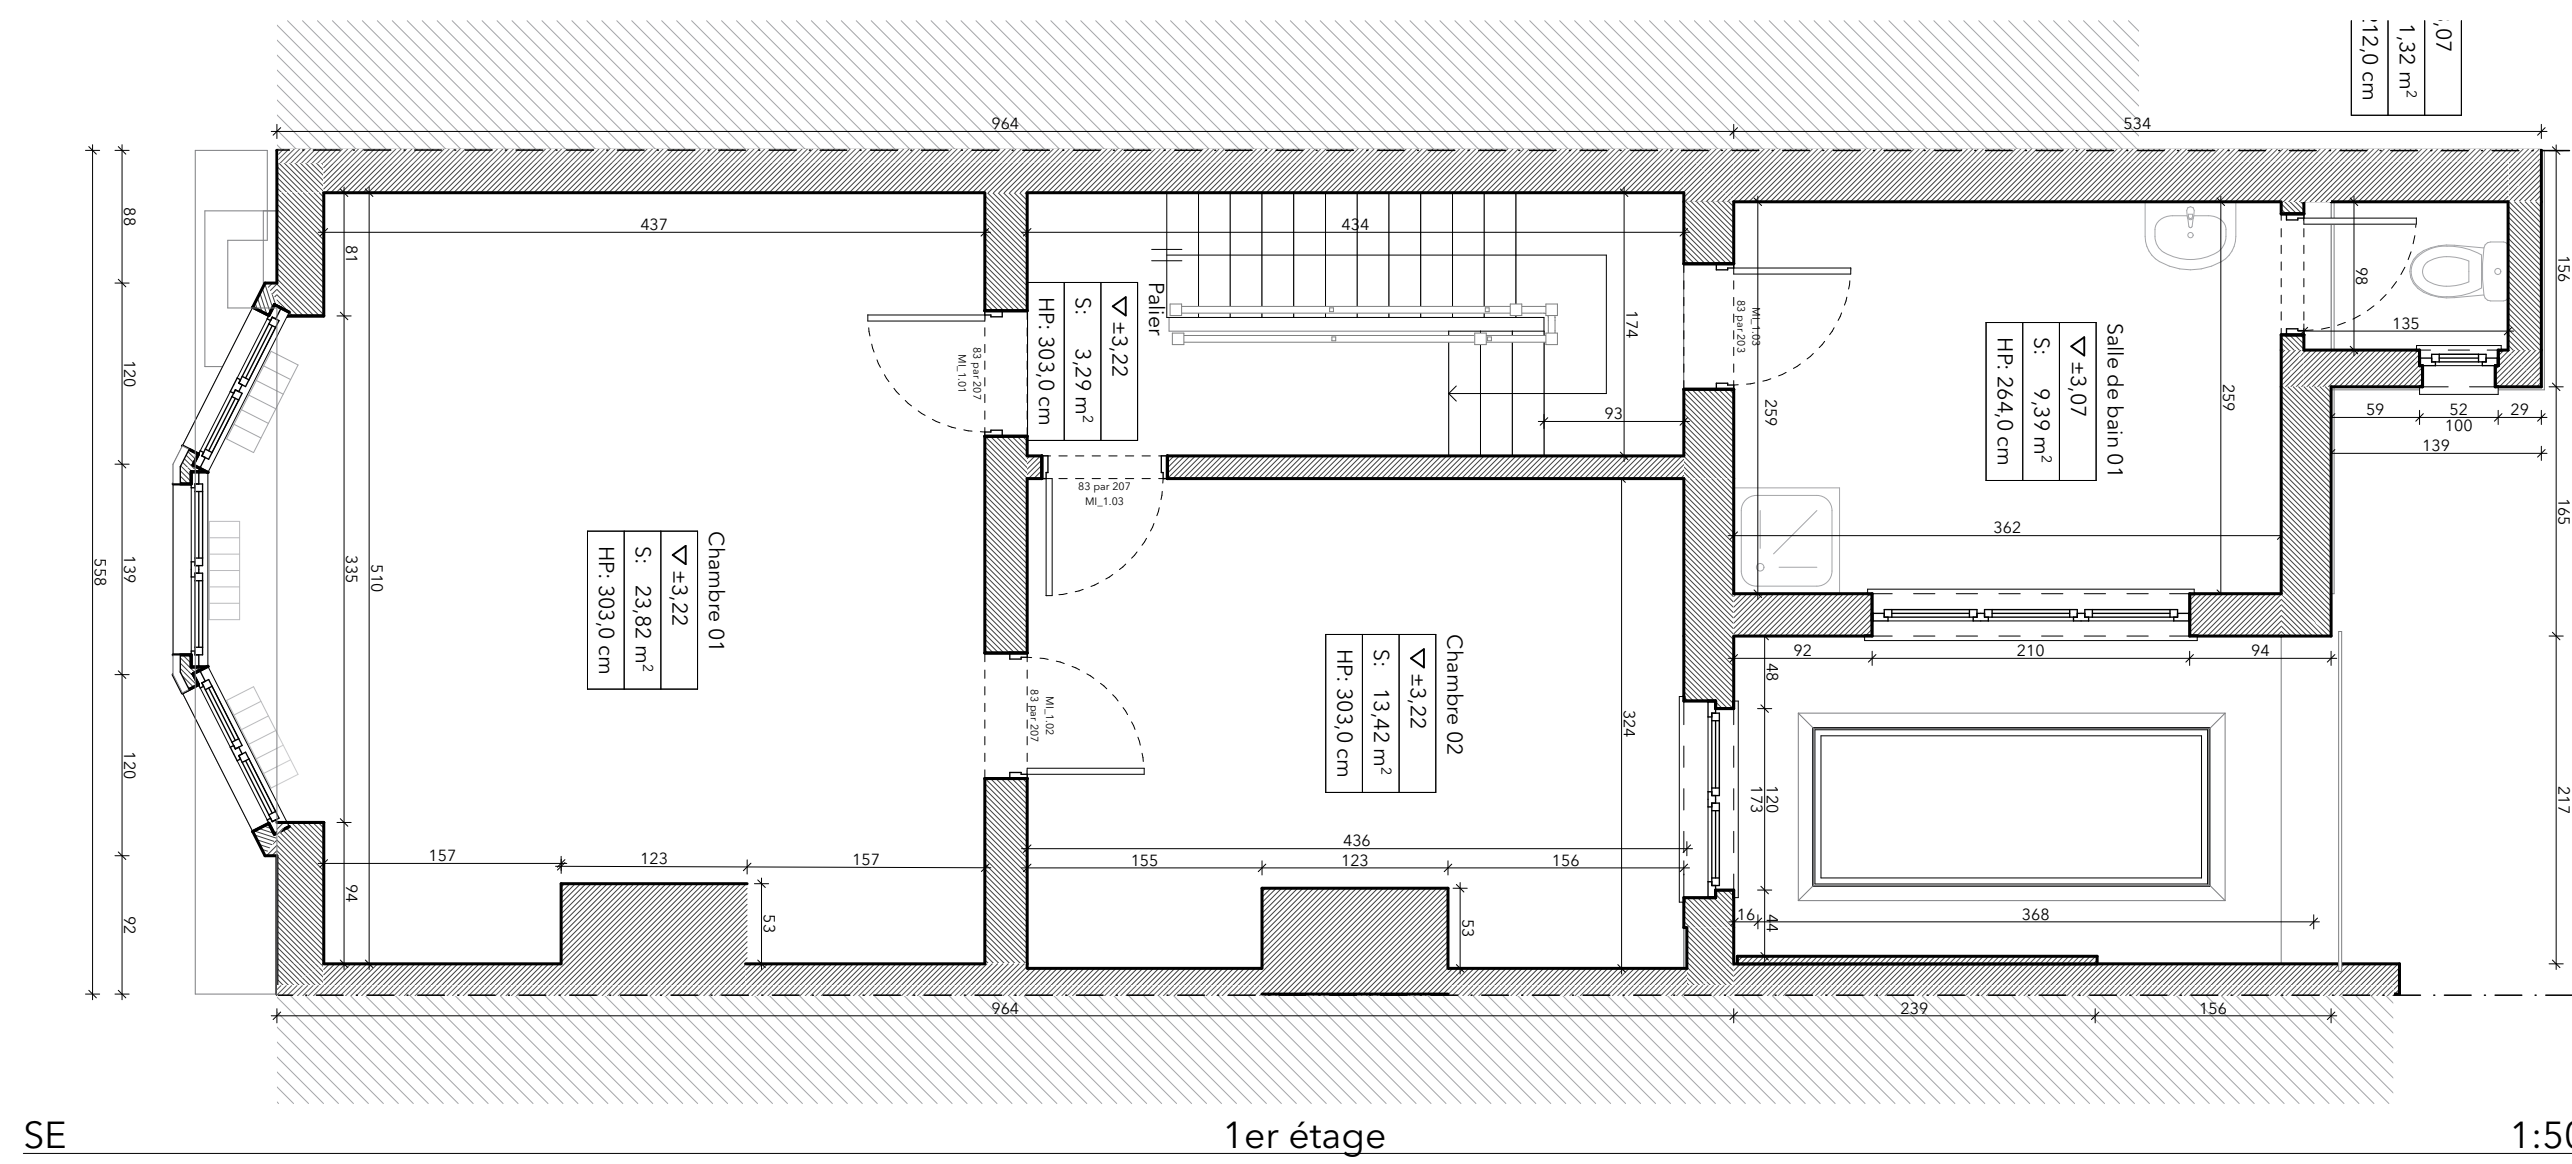 ,07
1,32 m²
12,0 cm
964
534
88
120
139
120
92
558
81
335
94
510
437
434
174
93
Palier
▽ ±3,22
S: 3,29 m²
HP: 303,0 cm
83 par 207
MI_1.01
83 par 207
MI_1.03
MI_1.02
83 par 207
MI_1.03
83 par 203
Salle de bain 01
▽ ±3,07
S: 9,39 m²
HP: 264,0 cm
259
259
362
98
135
156
59
52
100
29
139
165
217
92
210
94
Chambre 01
▽ ±3,22
S: 23,82 m²
HP: 303,0 cm
Chambre 02
▽ ±3,22
S: 13,42 m²
HP: 303,0 cm
324
48
120
173
44
16
368
157
123
157
53
436
155
123
156
53
964
239
156
SE
1er étage
1:50